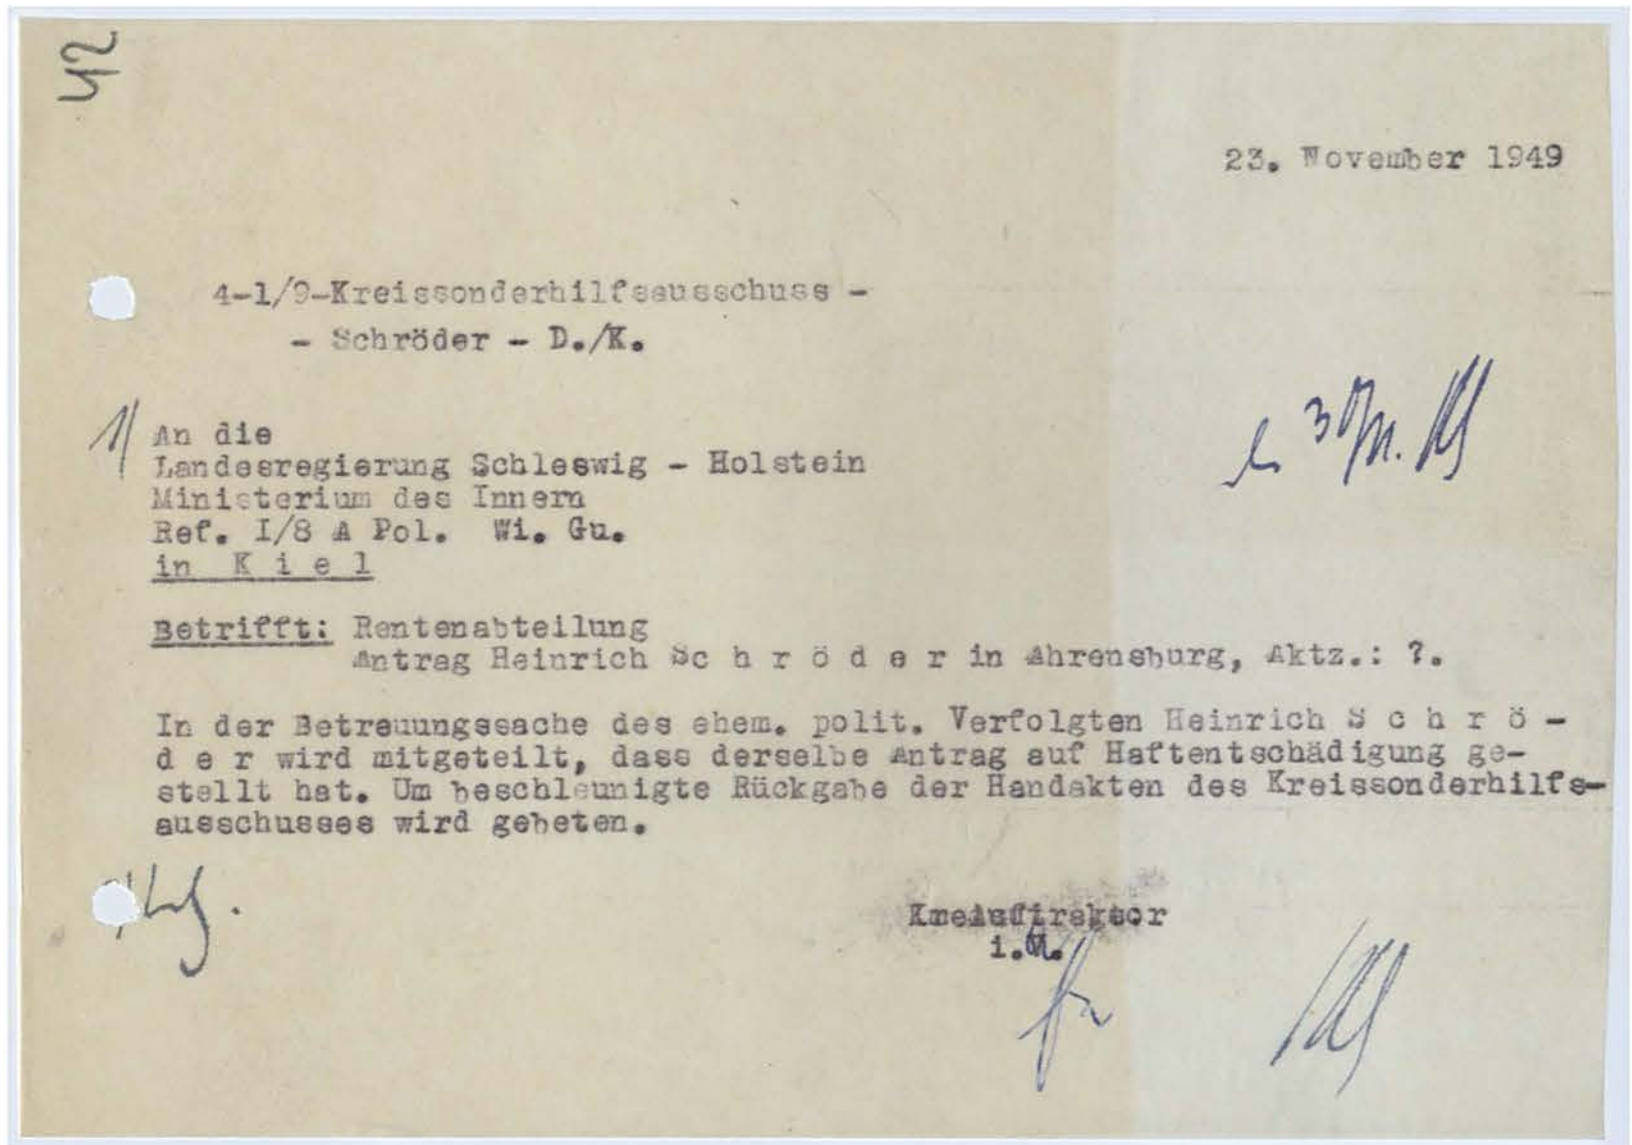 42
23. November 1949
4-1/9-Kreissonderhilfsausschuss -
- Schröder - D./K.
1/ An die
Landesregierung Schleswig - Holstein
Ministerium des Innern
Ref. I/8 A Pol. Wi. Gu.
in K i e l
Betrifft: Rentenabteilung
Antrag Heinrich S c h r ö d e r in Ahrensburg, Aktz.: ?.
In der Betreuungssache des ehem. polit. Verfolgten Heinrich S c h r ö -
d e r wird mitgeteilt, dass derselbe Antrag auf Haftentschädigung ge-
stellt hat. Um beschleunigte Rückgabe der Handakten des Kreissonderhilfs-
ausschusses wird gebeten.
Kreisdirektor